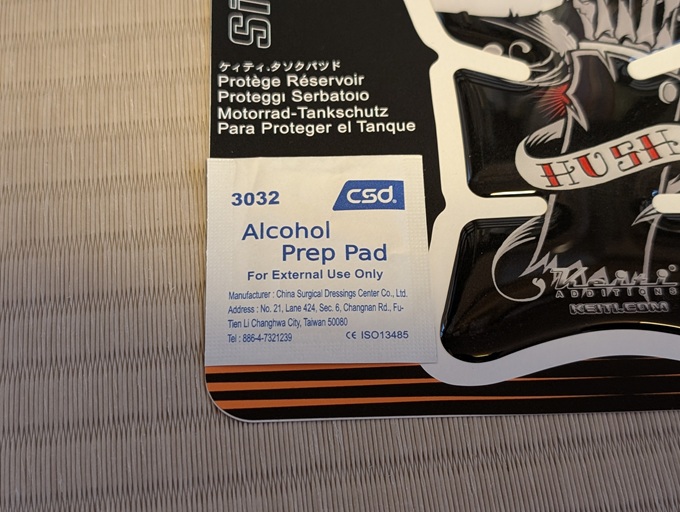 ケィティ.タソクパツド
Protège Réservoir
Proteggi Serbatoio
Motorrad-Tankschutz
Para Proteger el Tanque
HUSH
ADDITIONS
KEITI.COM
3032
csd®
Alcohol
Prep Pad
For External Use Only
Manufacturer : China Surgical Dressings Center Co., Ltd.
Address : No. 21, Lane 424, Sec. 6, Changnan Rd., Fu-
Tien Li Changhwa City, Taiwan 50080
Tel : 886-4-7321239
CE ISO13485